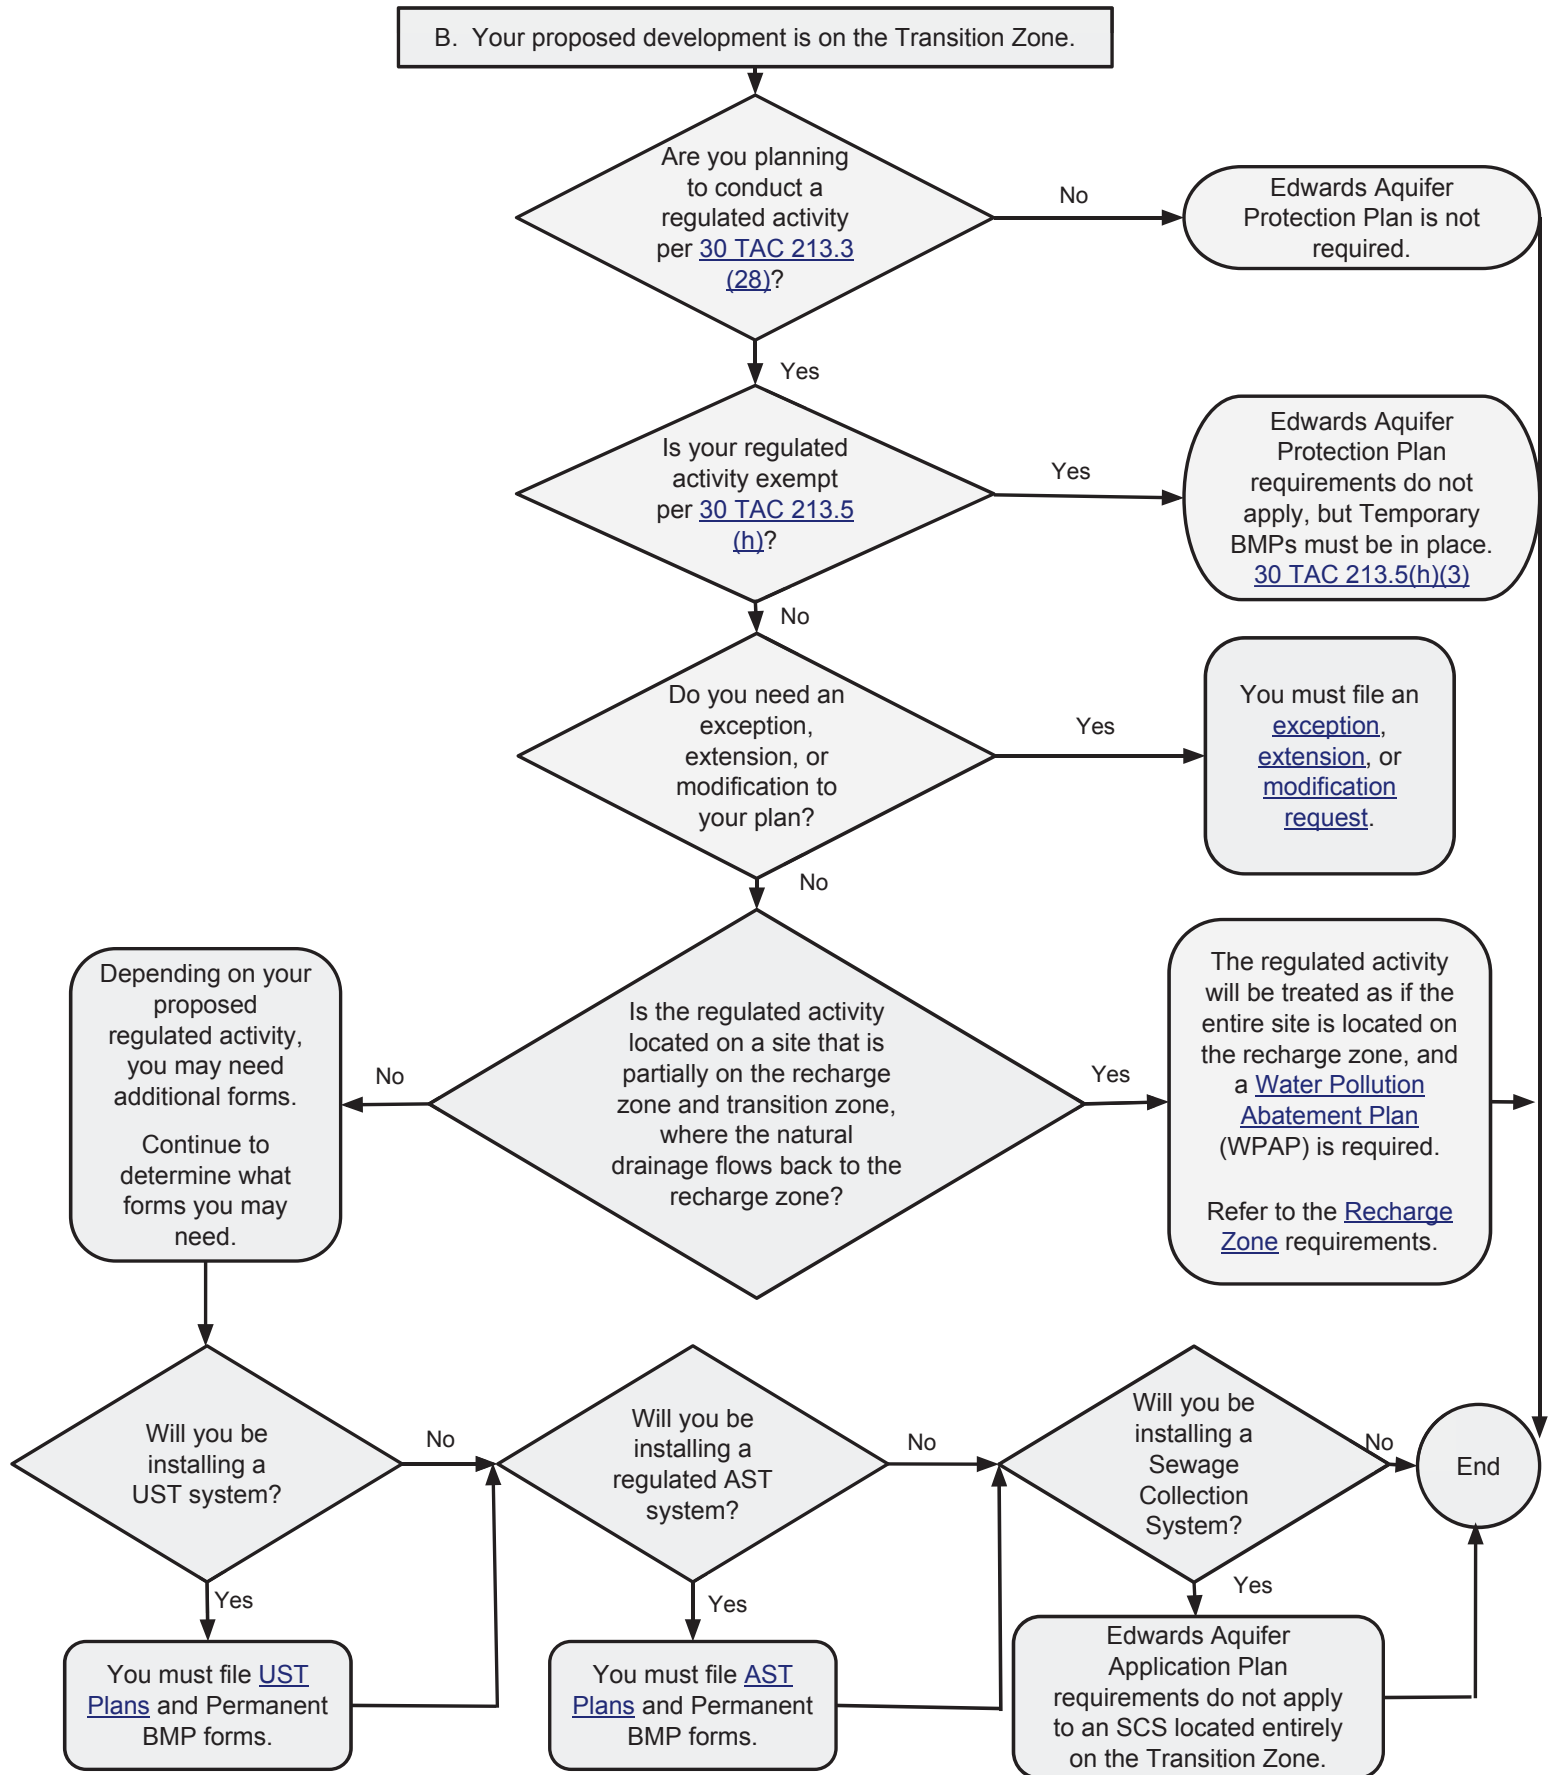 B. Your proposed development is on the Transition Zone.
Are you planning
to conduct a
regulated activity
per 30 TAC 213.3
(28)?
No
Edwards Aquifer
Protection Plan is not
required.
Yes
Is your regulated
activity exempt
per 30 TAC 213.5
(h)?
Yes
Edwards Aquifer
Protection Plan
requirements do not
apply, but Temporary
BMPs must be in place.
30 TAC 213.5(h)(3)
No
Do you need an
exception,
extension, or
modification to
your plan?
Yes
You must file an
exception,
extension, or
modification
request.
No
Is the regulated activity
located on a site that is
partially on the recharge
zone and transition zone,
where the natural
drainage flows back to the
recharge zone?
Yes
The regulated activity
will be treated as if the
entire site is located on
the recharge zone, and
a Water Pollution
Abatement Plan
(WPAP) is required.
Refer to the Recharge
Zone requirements.
No
Depending on your
proposed
regulated activity,
you may need
additional forms.
Continue to
determine what
forms you may
need.
Will you be
installing a
UST system?
No
Yes
You must file UST
Plans and Permanent
BMP forms.
Will you be
installing a
regulated AST
system?
No
Yes
You must file AST
Plans and Permanent
BMP forms.
Will you be
installing a
Sewage
Collection
System?
No
Yes
Edwards Aquifer
Application Plan
requirements do not apply
to an SCS located entirely
on the Transition Zone.
End